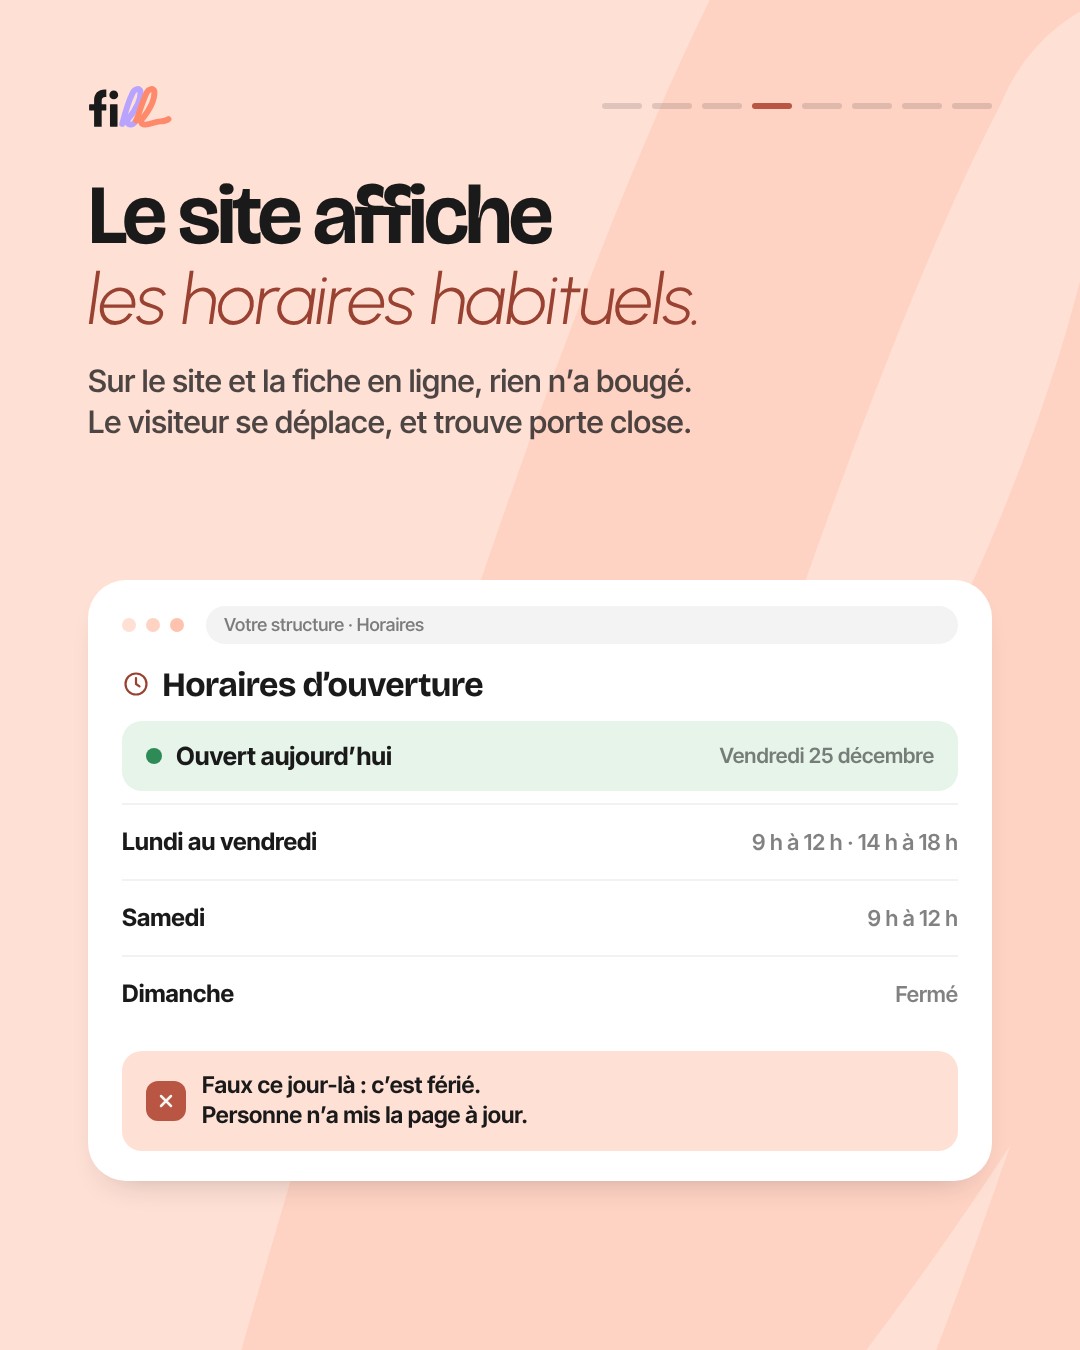 fill
Le site affiche
les horaires habituels.
Sur le site et la fiche en ligne, rien n’a bougé.
Le visiteur se déplace, et trouve porte close.
Votre structure · Horaires
Horaires d’ouverture
Ouvert aujourd’hui
Vendredi 25 décembre
Lundi au vendredi
9 h à 12 h · 14 h à 18 h
Samedi
9 h à 12 h
Dimanche
Fermé
Faux ce jour-là : c’est férié.
Personne n’a mis la page à jour.